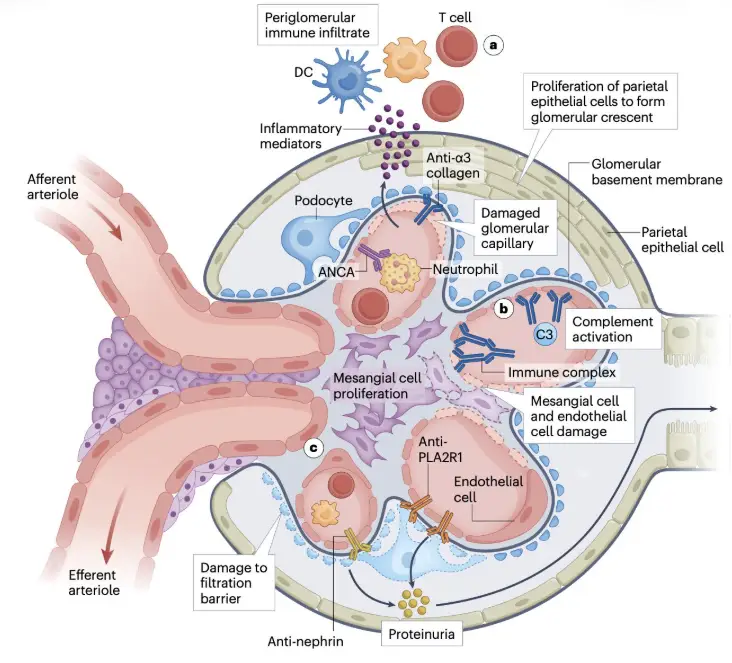 Periglomerular
immune infiltrate
T cell
a
DC
Inflammatory
mediators
Proliferation of parietal
epithelial cells to form
glomerular crescent
Afferent
arteriole
Podocyte
Anti-α3
collagen
Glomerular
basement membrane
Damaged
glomerular
capillary
Parietal
epithelial cell
ANCA
Neutrophil
b
C3
Complement
activation
Immune complex
Mesangial cell
proliferation
Mesangial cell
and endothelial
cell damage
c
Anti-
PLA2R1
Endothelial
cell
Damage to
filtration
barrier
Efferent
arteriole
Anti-nephrin
Proteinuria